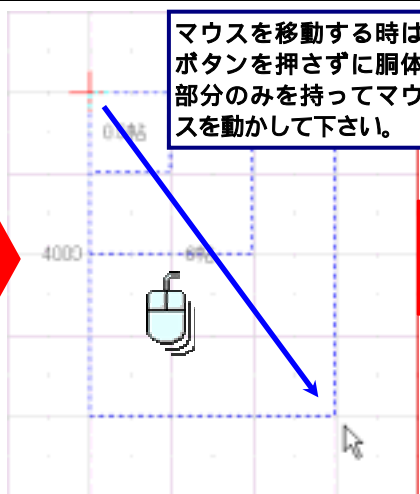 マウスを移動する時は
ボタンを押さずに胴体
部分のみを持ってマウ
スを動かして下さい。
4000